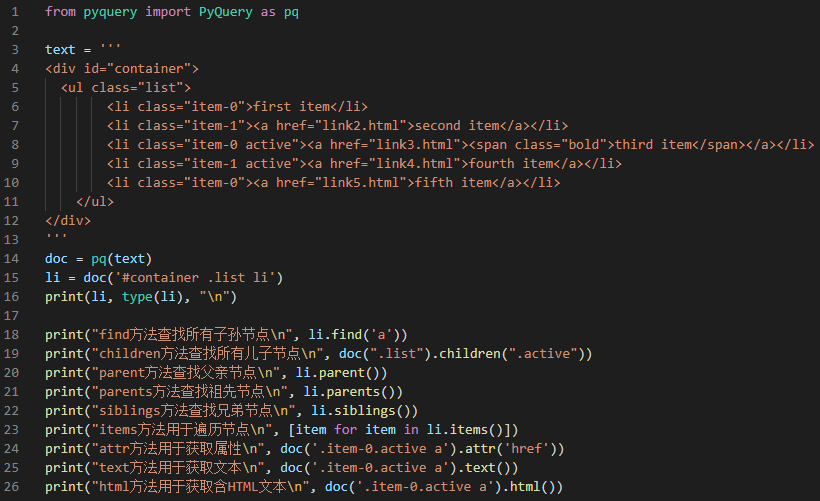 1 from pyquery import PyQuery as pq
2
3 text = '''
4 <div id="container">
5   <ul class="list">
6         <li class="item-0">first item</li>
7         <li class="item-1"><a href="link2.html">second item</a></li>
8         <li class="item-0 active"><a href="link3.html"><span class="bold">third item</span></a></li>
9         <li class="item-1 active"><a href="link4.html">fourth item</a></li>
10         <li class="item-0"><a href="link5.html">fifth item</a></li>
11     </ul>
12 </div>
13 '''
14 doc = pq(text)
15 li = doc('#container .list li')
16 print(li, type(li), "\n")
17
18 print("find方法查找所有子孙节点\n", li.find('a'))
19 print("children方法查找所有儿子节点\n", doc(".list").children(".active"))
20 print("parent方法查找父亲节点\n", li.parent())
21 print("parents方法查找祖先节点\n", li.parents())
22 print("siblings方法查找兄弟节点\n", li.siblings())
23 print("items方法用于遍历节点\n", [item for item in li.items()])
24 print("attr方法用于获取属性\n", doc('.item-0.active a').attr('href'))
25 print("text方法用于获取文本\n", doc('.item-0.active a').text())
26 print("html方法用于获取含HTML文本\n", doc('.item-0.active a').html())